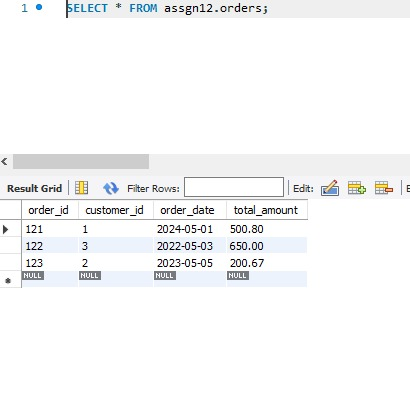 1 SELECT * FROM assgn12.orders;
Result Grid Filter Rows: Edit:
order_id customer_id order_date total_amount
121 1 2024-05-01 500.80
122 3 2022-05-03 650.00
123 2 2023-05-05 200.67
NULL NULL NULL NULL